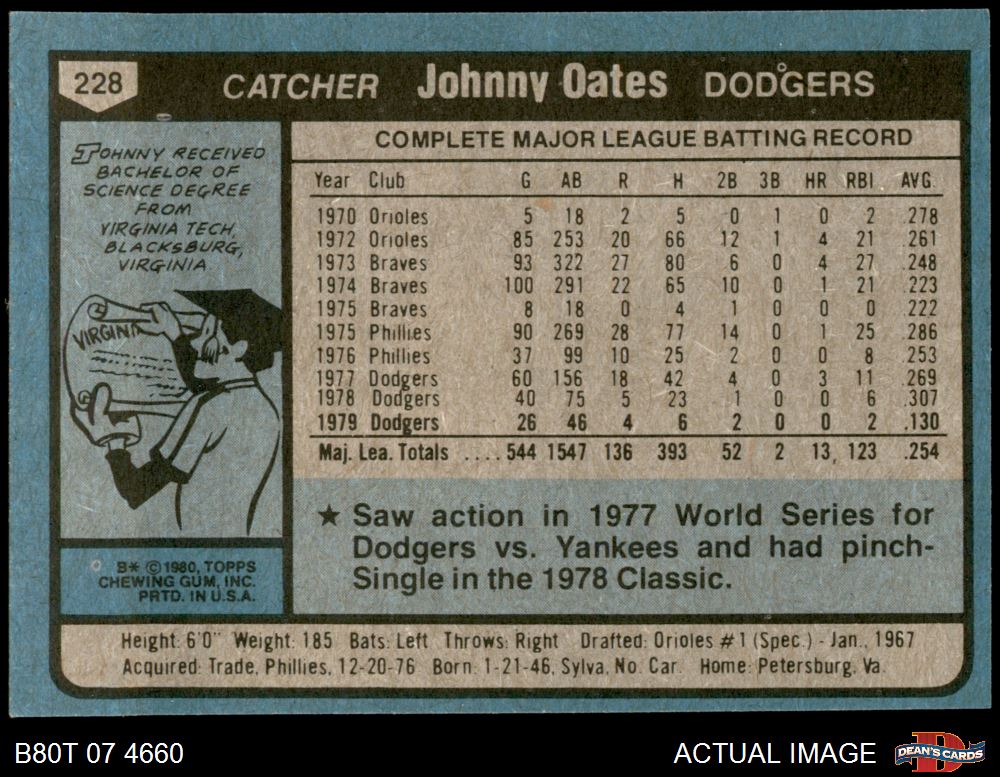 228 CATCHER Johnny Oates DODGERS
JOHNNY RECEIVED
BACHELOR OF
SCIENCE DEGREE
FROM
VIRGINIA TECH,
BLACKSBURG,
VIRGINIA
VIRGINIA
B* ©1980, TOPPS
CHEWING GUM, INC.
PRTD. IN U.S.A.
COMPLETE MAJOR LEAGUE BATTING RECORD
Year Club G AB R H 2B 3B HR RBI AVG.
1970 Orioles 5 18 2 5 0 1 0 2 .278
1972 Orioles 85 253 20 66 12 1 4 21 .261
1973 Braves 93 322 27 80 6 0 4 27 .248
1974 Braves 100 291 22 65 10 0 1 21 .223
1975 Braves 8 18 0 4 1 0 0 0 .222
1975 Phillies 90 269 28 77 14 0 1 25 .286
1976 Phillies 37 99 10 25 2 0 0 8 .253
1977 Dodgers 60 156 18 42 4 0 3 11 .269
1978 Dodgers 40 75 5 23 1 0 0 6 .307
1979 Dodgers 26 46 4 6 2 0 0 2 .130
Maj. Lea. Totals .... 544 1547 136 393 52 2 13 123 .254
★ Saw action in 1977 World Series for
Dodgers vs. Yankees and had pinch-
Single in the 1978 Classic.
Height: 6'0" Weight: 185 Bats: Left Throws: Right Drafted: Orioles #1 (Spec.) - Jan., 1967
Acquired: Trade, Phillies, 12-20-76 Born: 1-21-46, Sylva, No. Car. Home: Petersburg, Va.
B80T 07 4660 ACTUAL IMAGE D DEAN'S CARDS